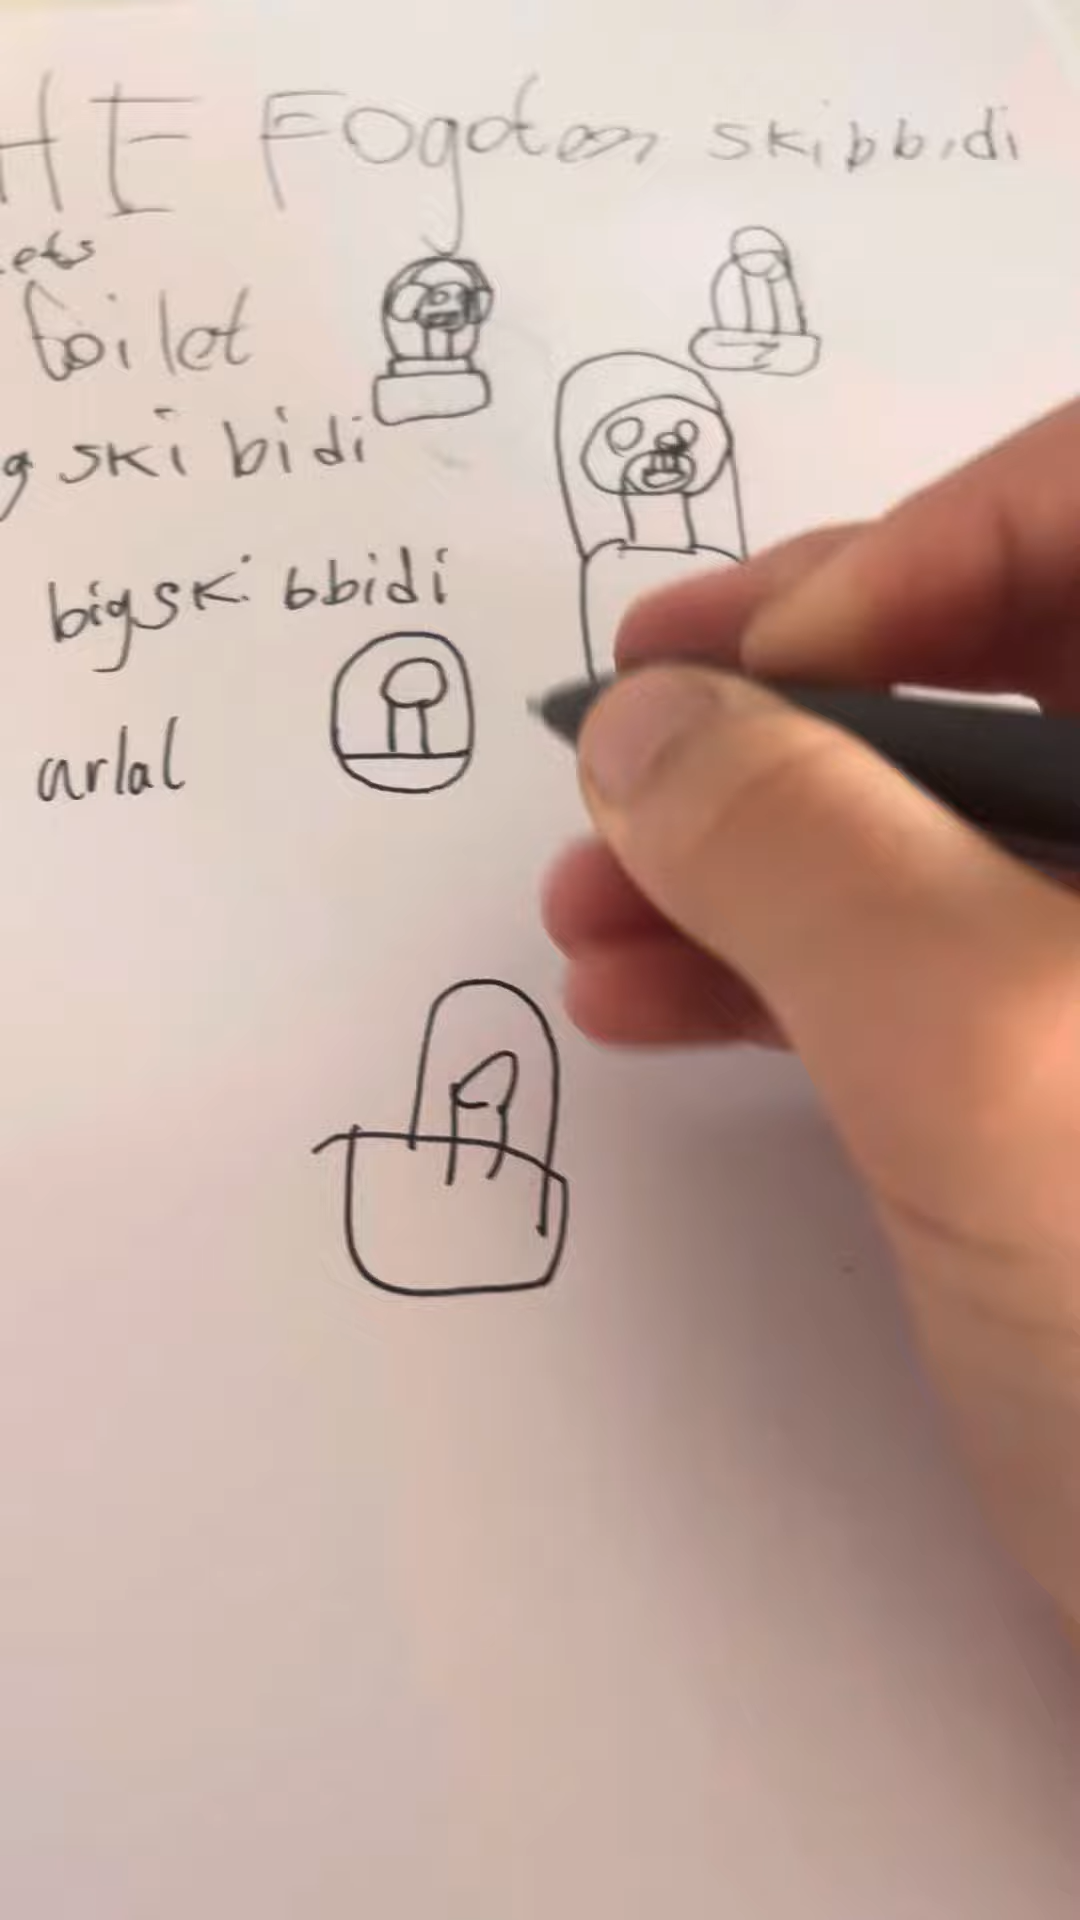 HE Fogoten skibbidi
toilet
g skibidi
bigski bbidi
arlal